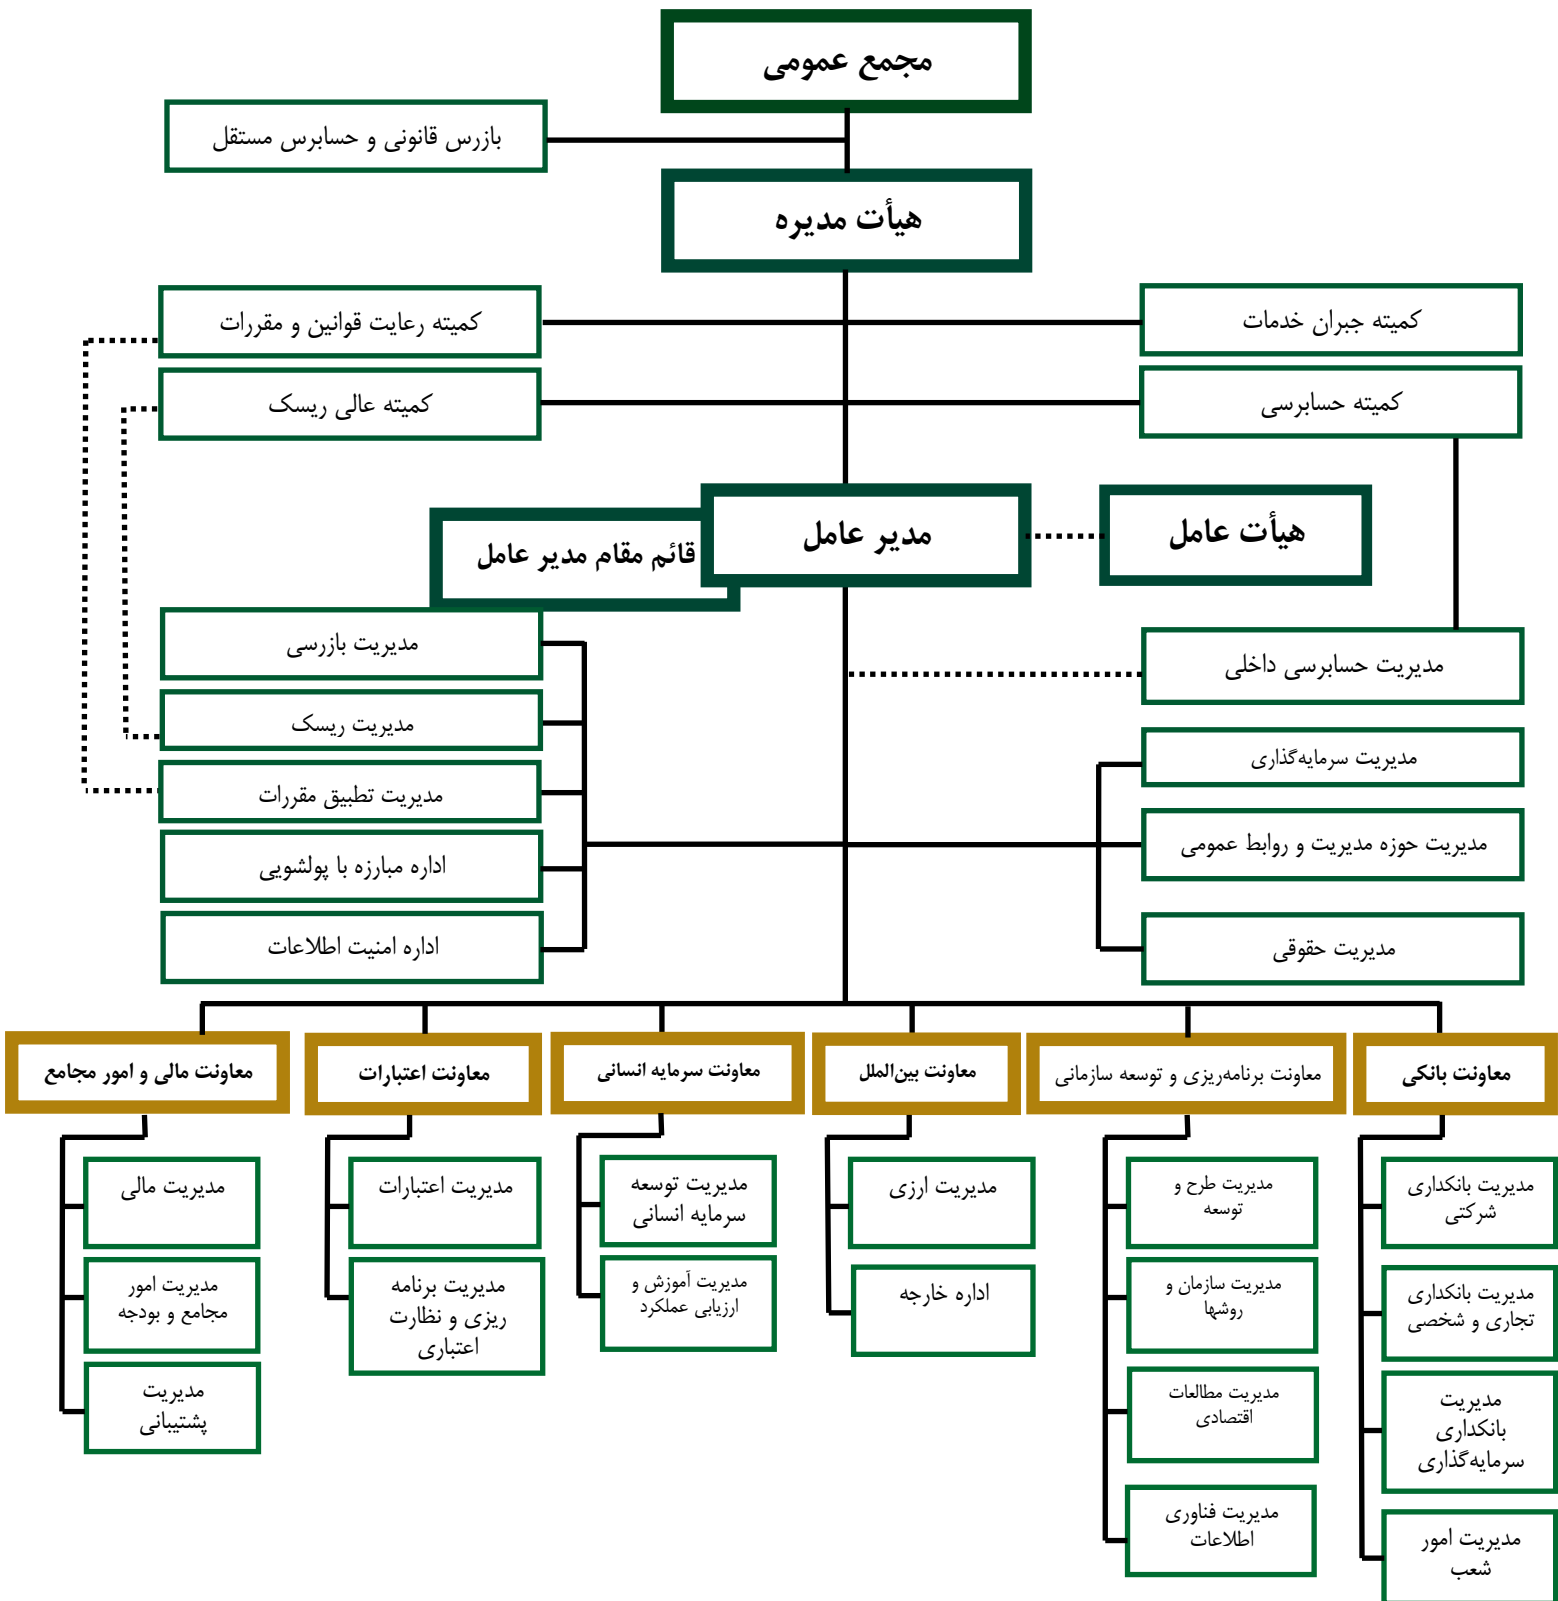 مجمع عمومی
بازرس قانونی و حسابرس مستقل
هیأت مدیره
کمیته جبران خدمات
کمیته رعایت قوانین و مقررات
کمیته حسابرسی
کمیته عالی ریسک
هیأت عامل
مدیر عامل
قائم مقام مدیر عامل
مدیریت حسابرسی داخلی
مدیریت سرمایه‌گذاری
مدیریت حوزه مدیریت و روابط عمومی
مدیریت حقوقی
مدیریت بازرسی
مدیریت ریسک
مدیریت تطبیق مقررات
اداره مبارزه با پولشویی
اداره امنیت اطلاعات
معاونت بانکی
معاونت برنامه‌ریزی و توسعه سازمانی
معاونت بین‌الملل
معاونت سرمایه انسانی
معاونت اعتبارات
معاونت مالی و امور مجامع
مدیریت بانکداری
شرکتی
مدیریت بانکداری
تجاری و شخصی
مدیریت
بانکداری
سرمایه‌گذاری
مدیریت امور
شعب
مدیریت طرح و
توسعه
مدیریت سازمان و
روشها
مدیریت مطالعات
اقتصادی
مدیریت فناوری
اطلاعات
مدیریت ارزی
اداره خارجه
مدیریت توسعه
سرمایه انسانی
مدیریت آموزش و
ارزیابی عملکرد
مدیریت اعتبارات
مدیریت برنامه
ریزی و نظارت
اعتباری
مدیریت مالی
مدیریت امور
مجامع و بودجه
مدیریت
پشتیبانی